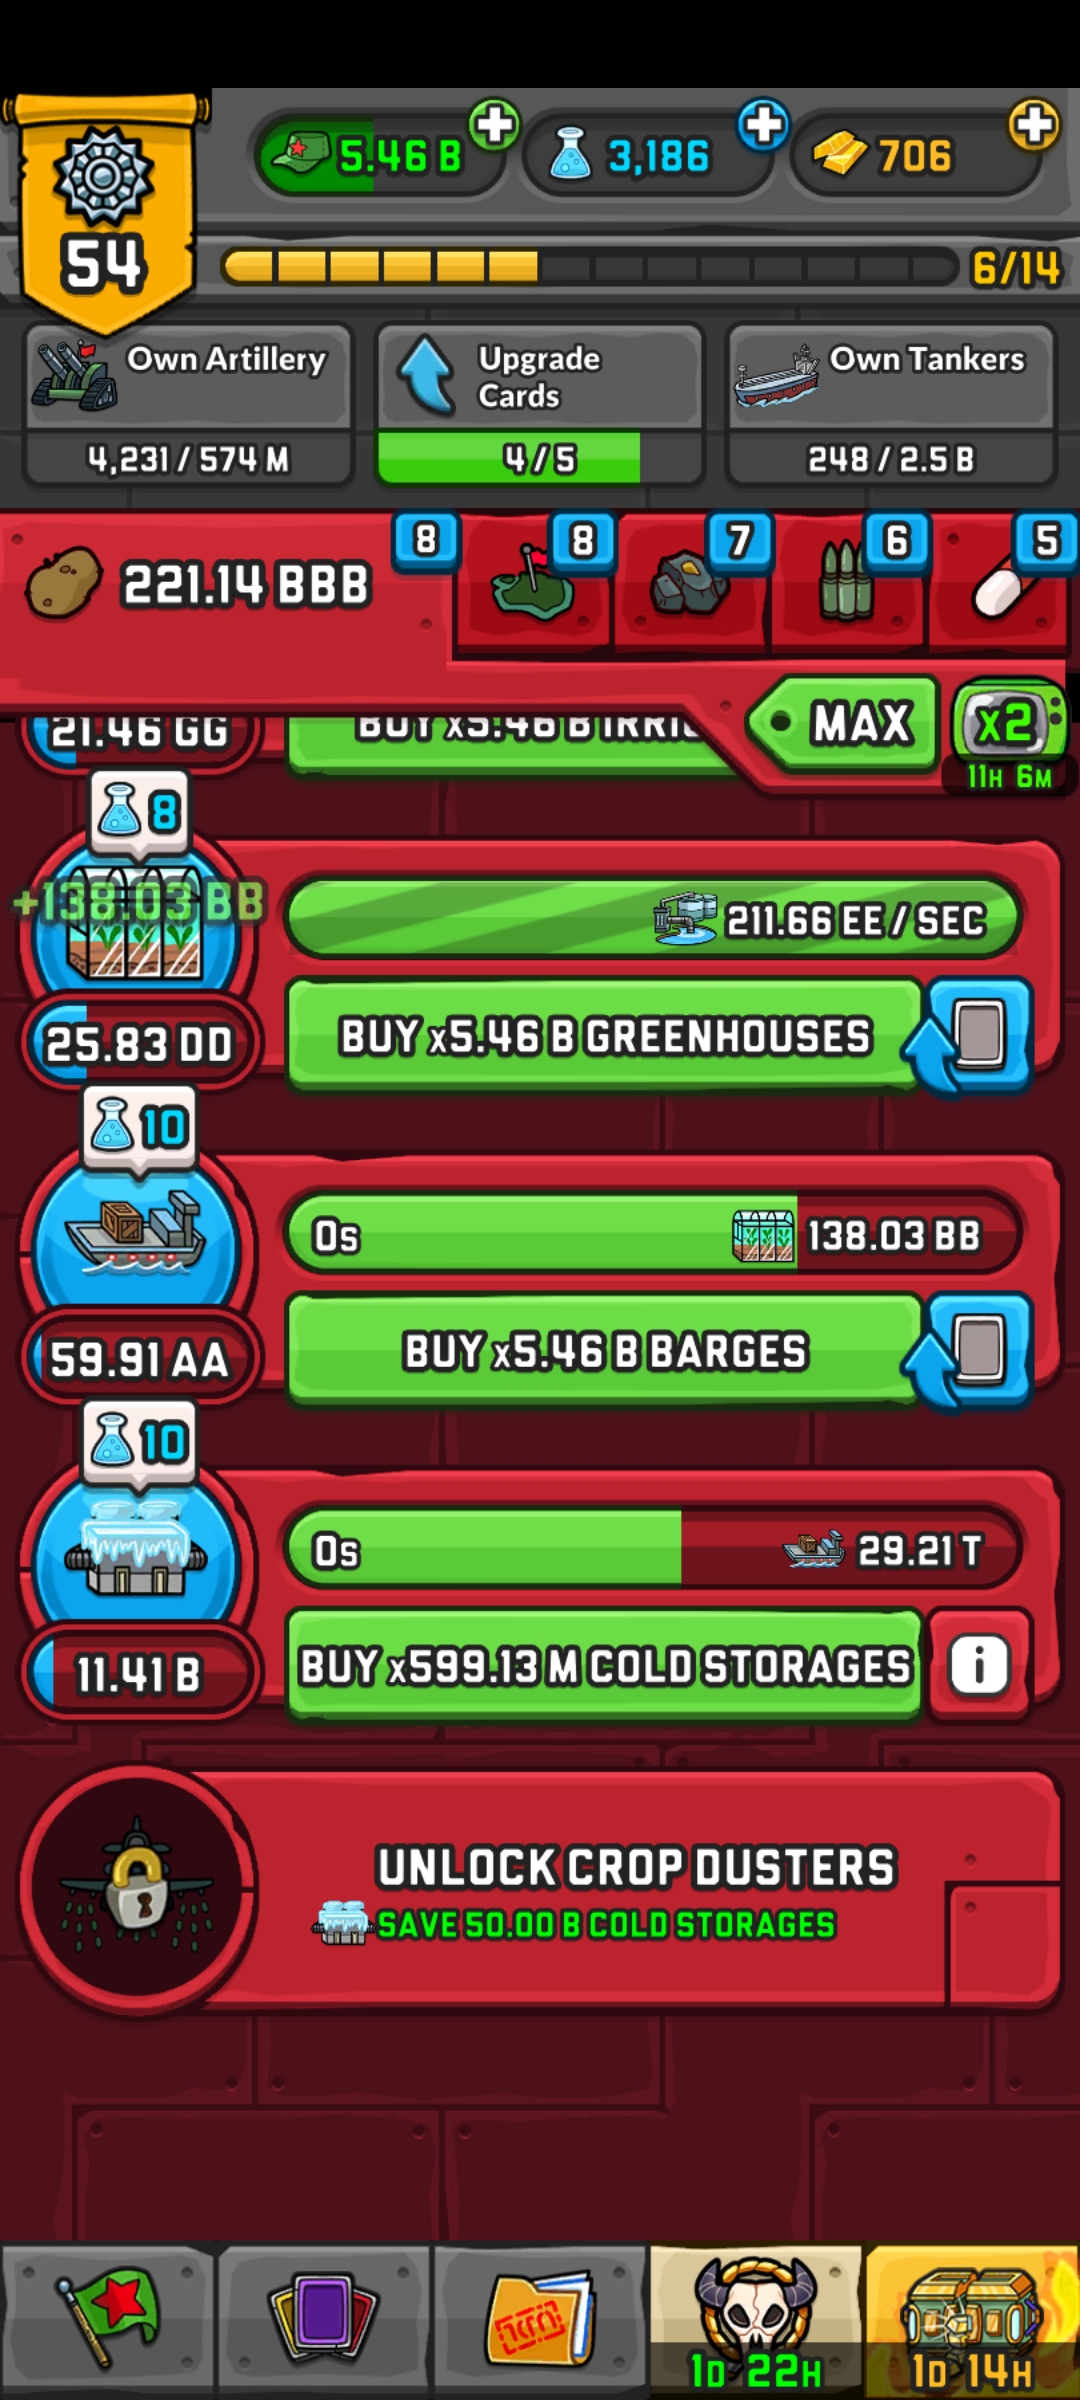 5.46 B
3,186
706
54
6/14
Own Artillery
4,231 / 574 M
Upgrade
Cards
4 / 5
Own Tankers
248 / 2.5 B
221.14 BBB
8
8
7
6
5
MAX
x2
11H 6M
21.46 GG
BUY x5.46 B
8
+138.03 BB
211.66 EE / SEC
25.83 DD
BUY x5.46 B GREENHOUSES
10
0s
138.03 BB
59.91 AA
BUY x5.46 B BARGES
10
0s
29.21 T
11.41 B
BUY x599.13 M COLD STORAGES
i
UNLOCK CROP DUSTERS
SAVE 50.00 B COLD STORAGES
1D 22H
1D 14H